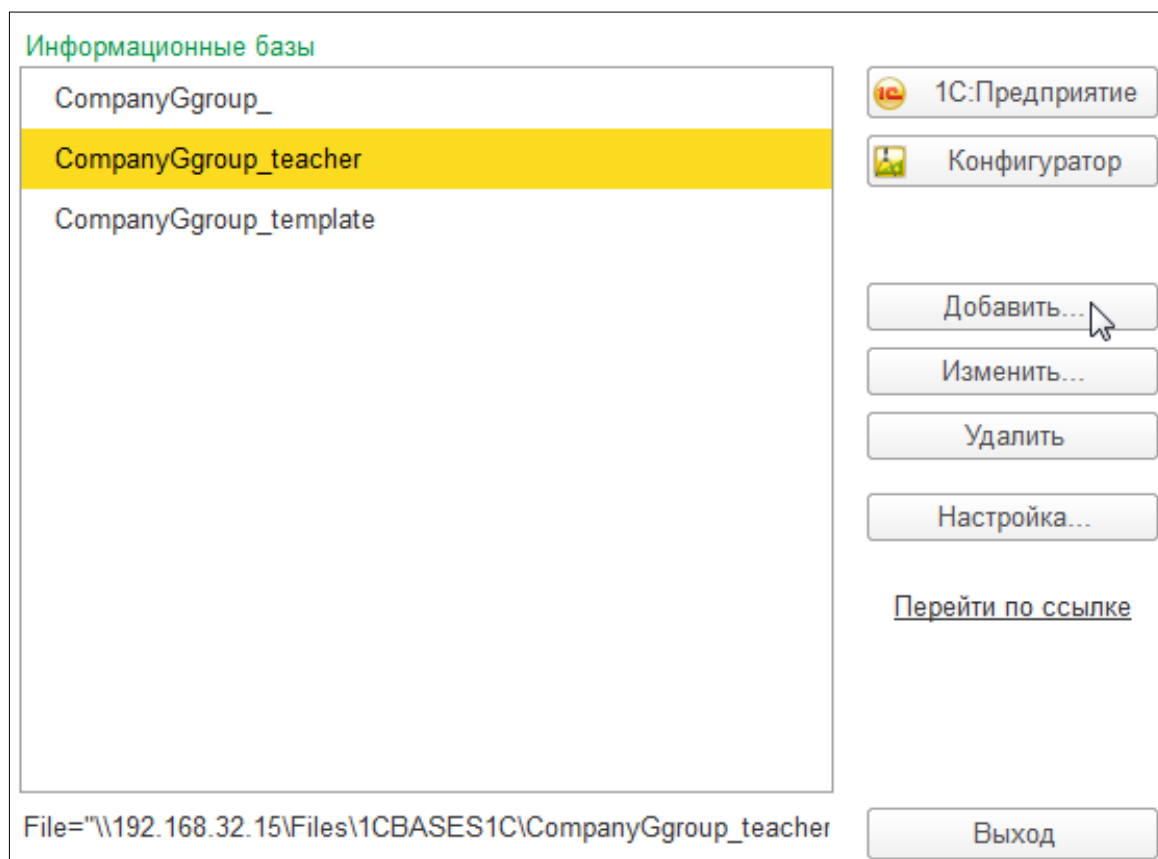 Информационные базы
CompanyGgroup_
CompanyGgroup_teacher
CompanyGgroup_template
1С:Предприятие
Конфигуратор
Добавить...
Изменить...
Удалить
Настройка...
Перейти по ссылке
File="\\192.168.32.15\Files\1CBASES1C\CompanyGgroup_teacher
Выход